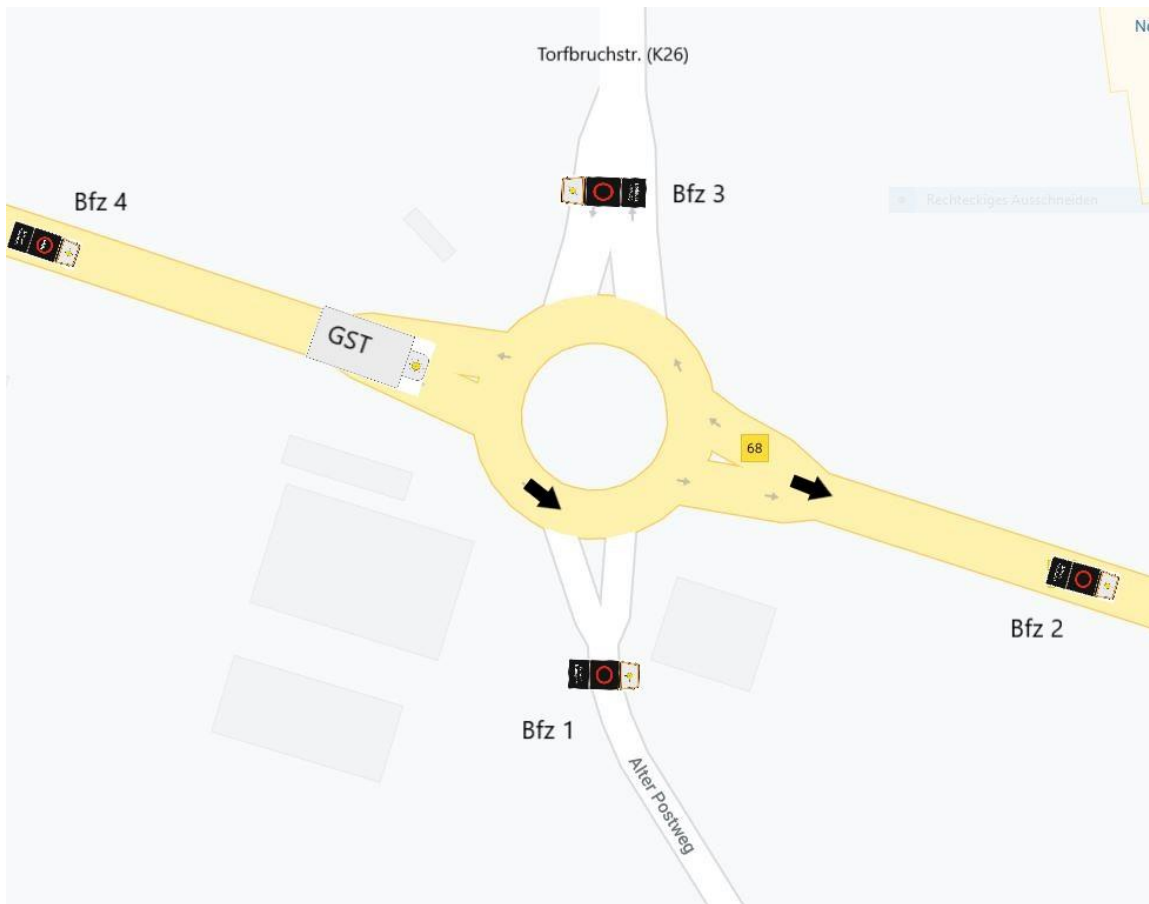 Torfbruchstr. (K26)
Bfz 4
Bfz 3
Rechteckiges Ausschneiden
GST
68
Bfz 2
Bfz 1
Alter Postweg